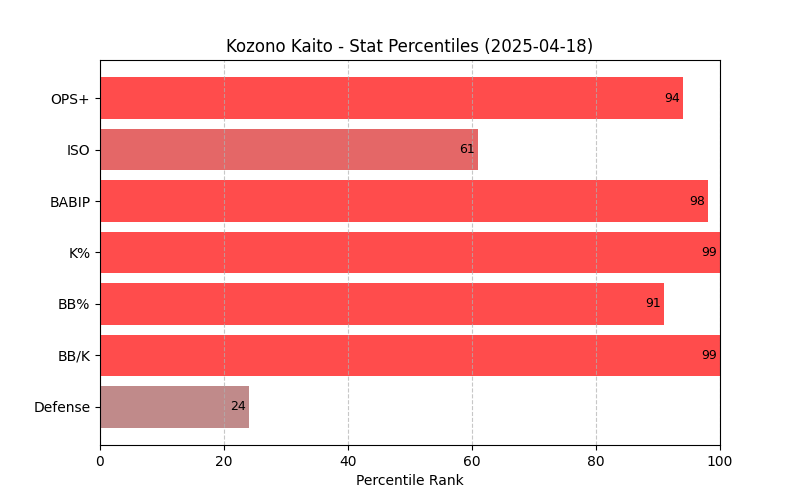 Kozono Kaito - Stat Percentiles (2025-04-18)
OPS+ 94
ISO 61
BABIP 98
K% 99
BB% 91
BB/K 99
Defense 24
0 20 40 60 80 100
Percentile Rank